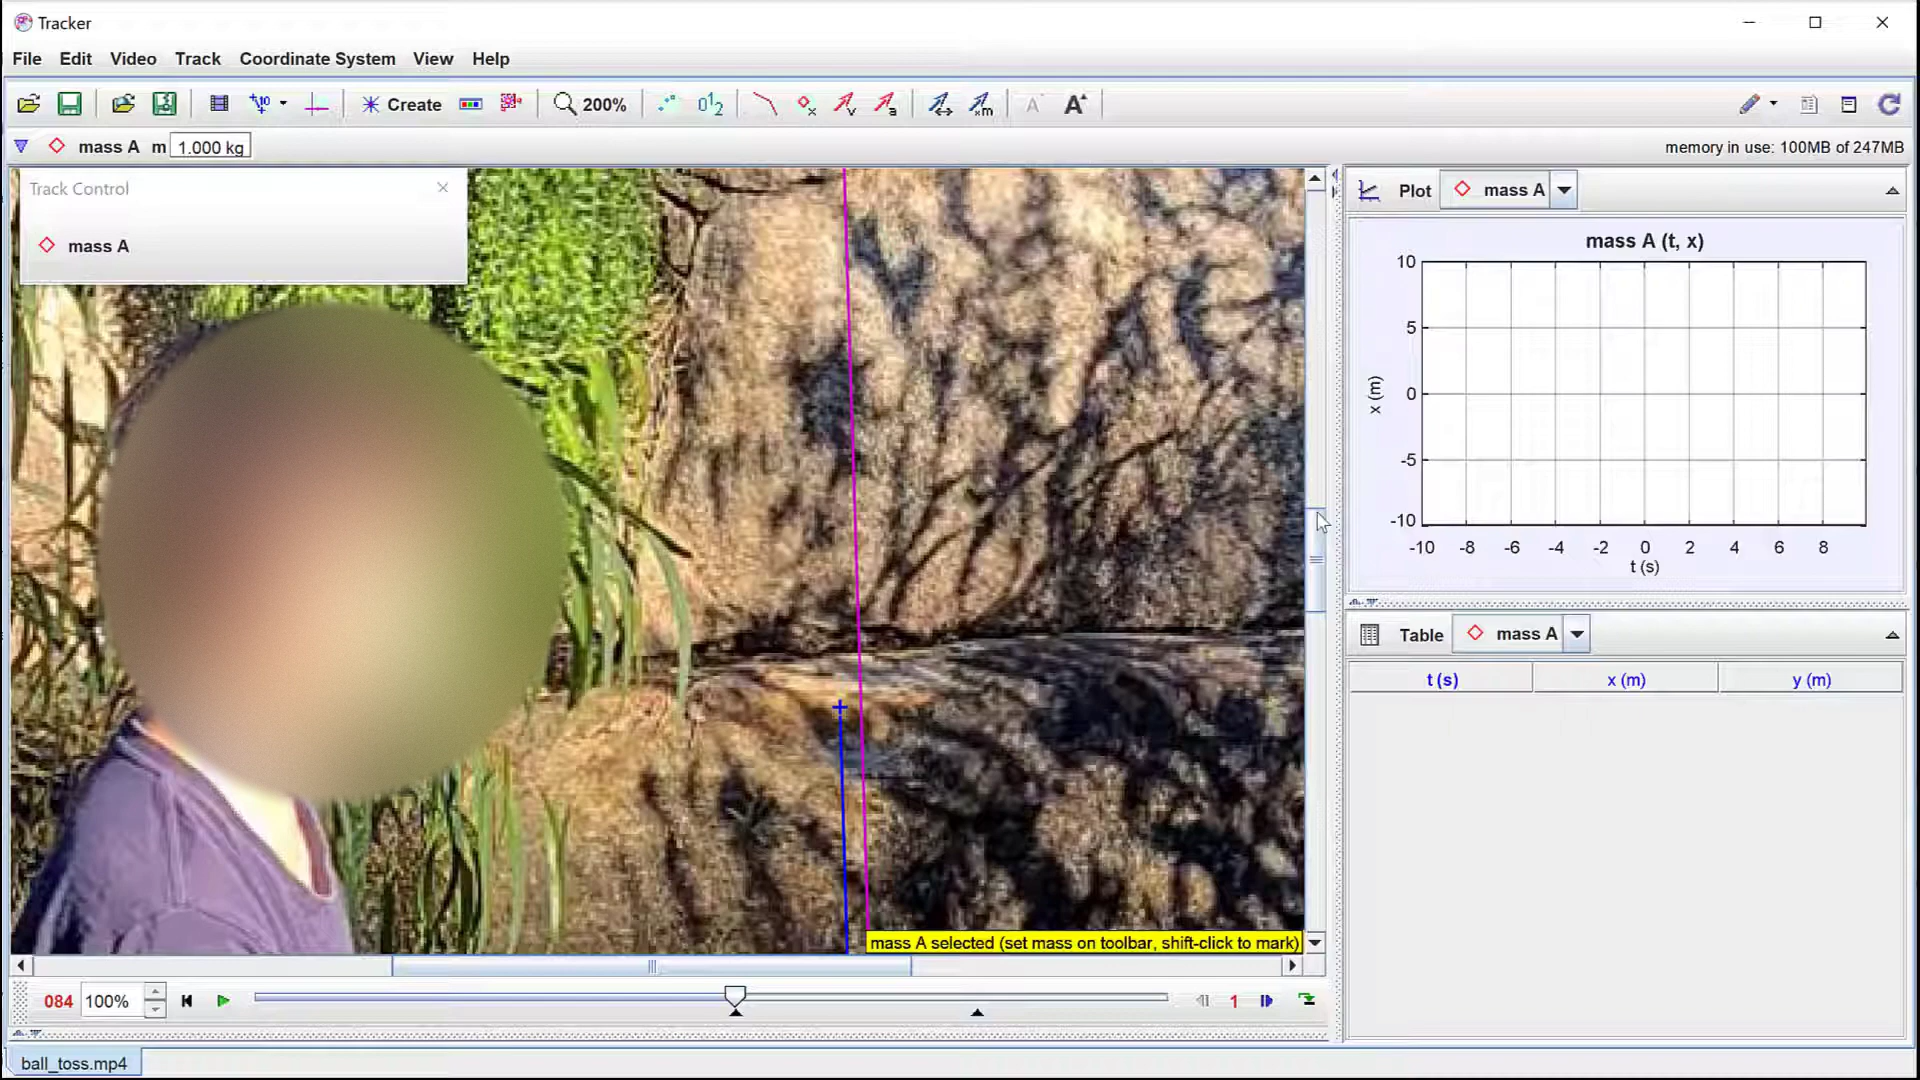 Tracker
File Edit Video Track Coordinate System View Help
Create 200%
mass A m 1.000 kg memory in use: 100MB of 247MB
Track Control
mass A
Plot mass A
mass A (t, x)
10
5
0
-5
-10
x (m)
-10 -8 -6 -4 -2 0 2 4 6 8
t (s)
Table mass A
t (s) x (m) y (m)
mass A selected (set mass on toolbar, shift-click to mark)
084 100% 1
ball_toss.mp4